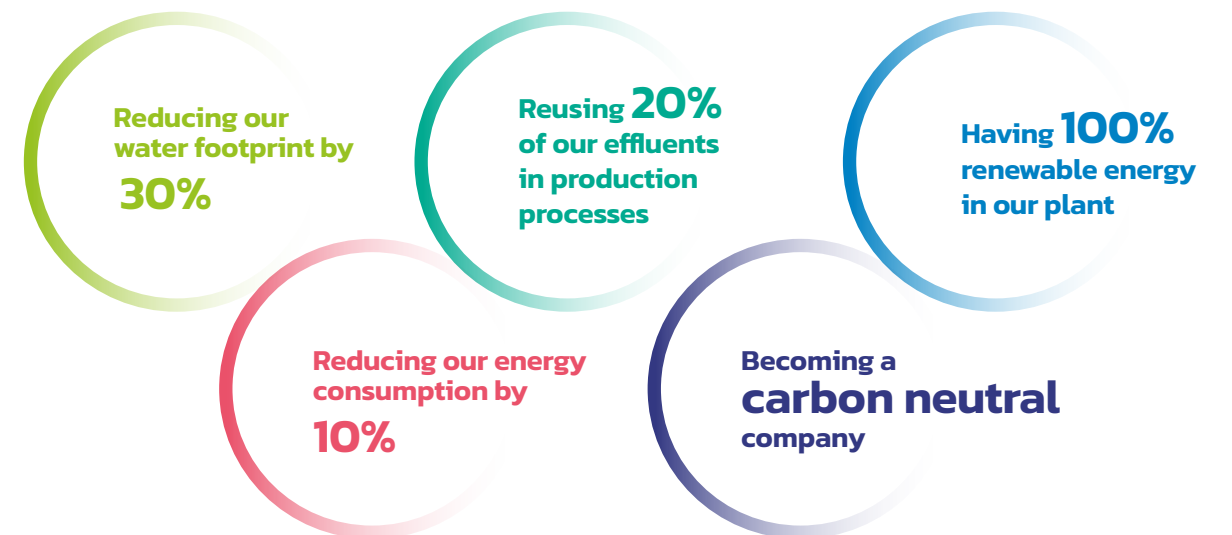 Reducing our
water footprint by
30%
Reusing 20%
of our effluents
in production
processes
Having 100%
renewable energy
in our plant
Reducing our energy
consumption by
10%
Becoming a
carbon neutral
company